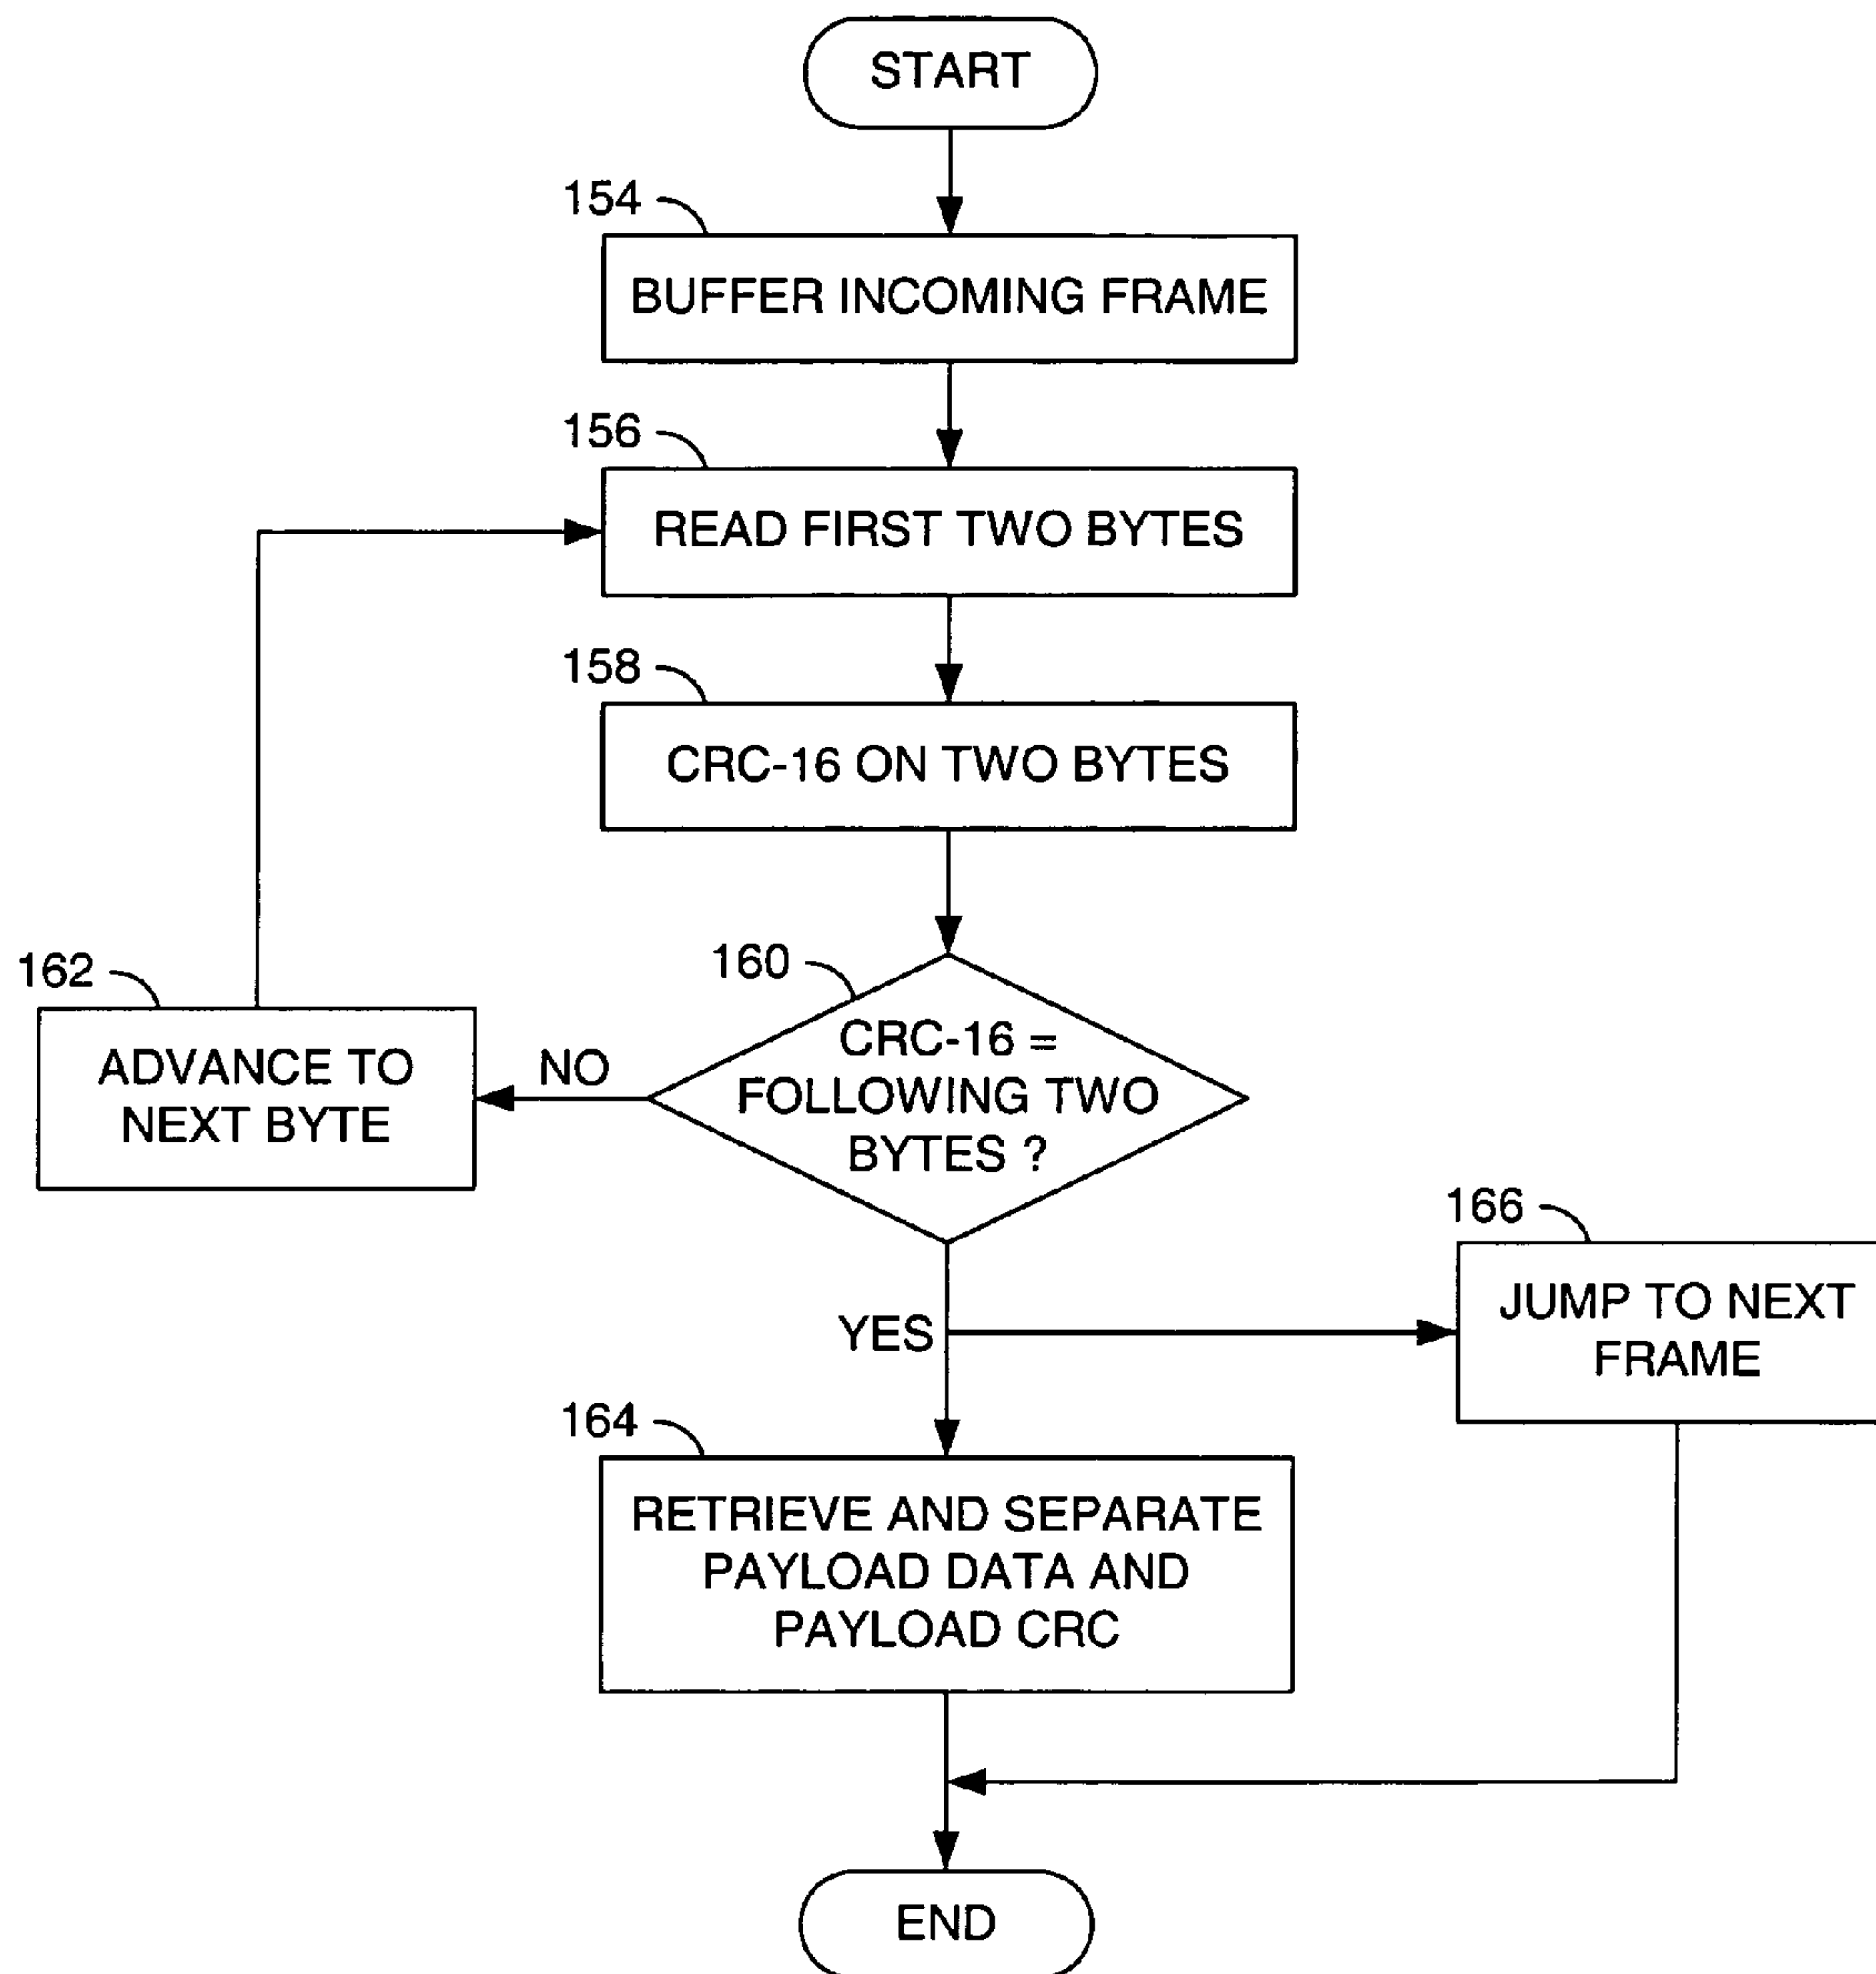 START
154
BUFFER INCOMING FRAME
156
READ FIRST TWO BYTES
158
CRC-16 ON TWO BYTES
160
CRC-16 =
FOLLOWING TWO
BYTES ?
162
ADVANCE TO
NEXT BYTE
NO
YES
166
JUMP TO NEXT
FRAME
164
RETRIEVE AND SEPARATE
PAYLOAD DATA AND
PAYLOAD CRC
END